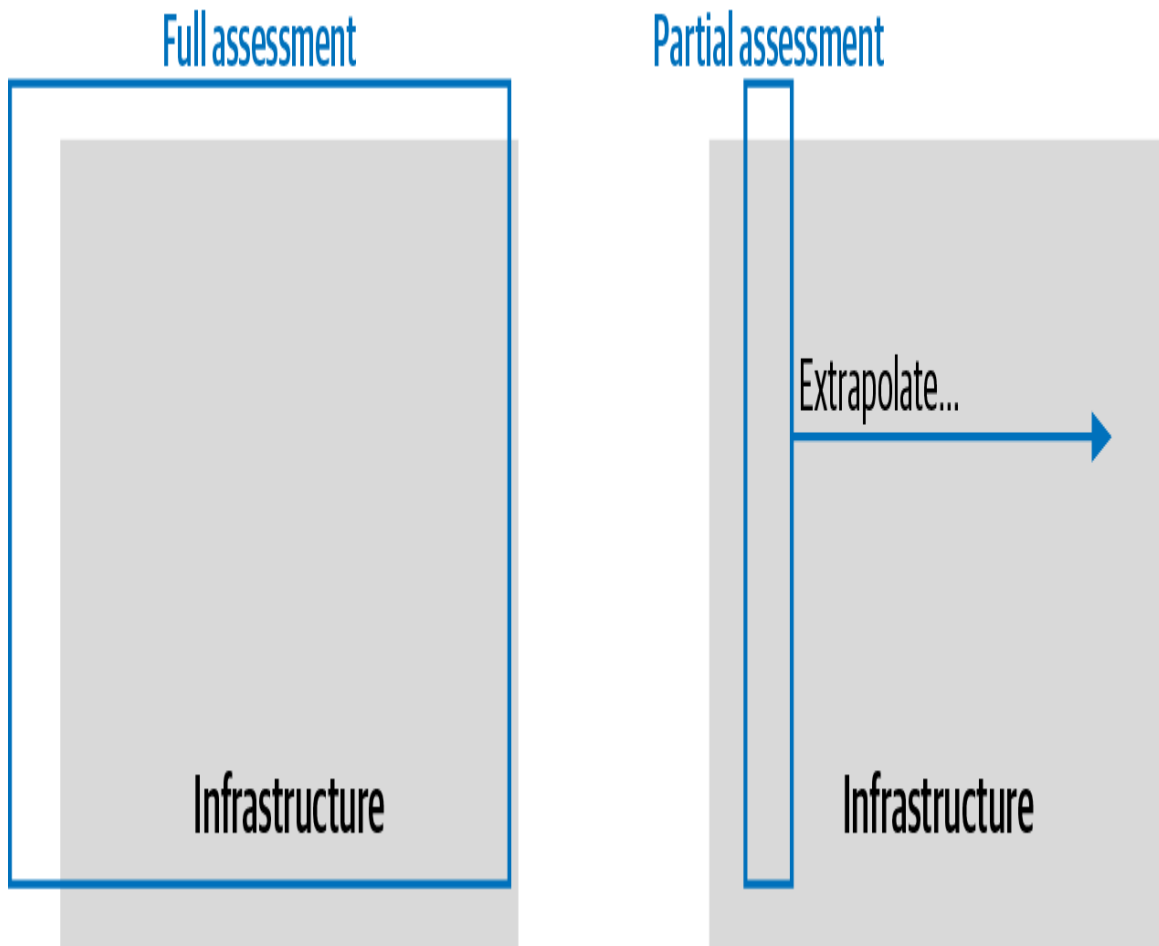 Full assessment
Partial assessment
Extrapolate...
Infrastructure
Infrastructure